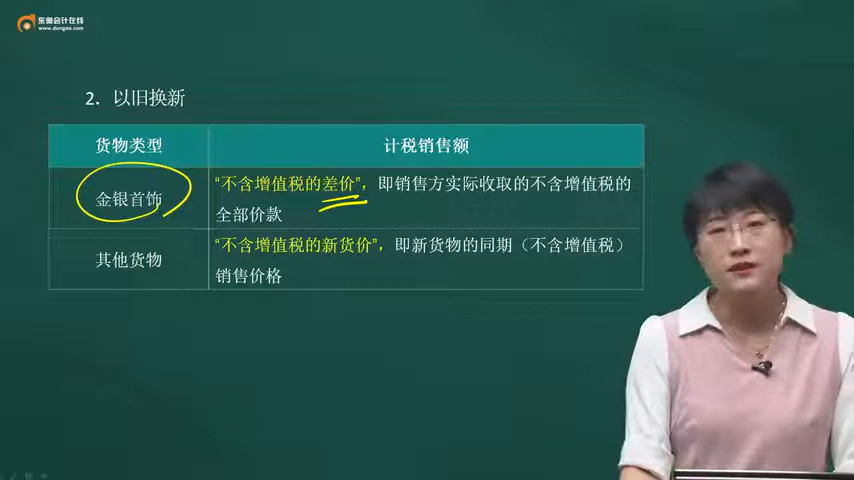 东奥会计在线
www.dongao.com
2. 以旧换新
货物类型
计税销售额
金银首饰
“不含增值税的差价”，即销售方实际收取的不含增值税的
全部价款
其他货物
“不含增值税的新货价”，即新货物的同期（不含增值税）
销售价格